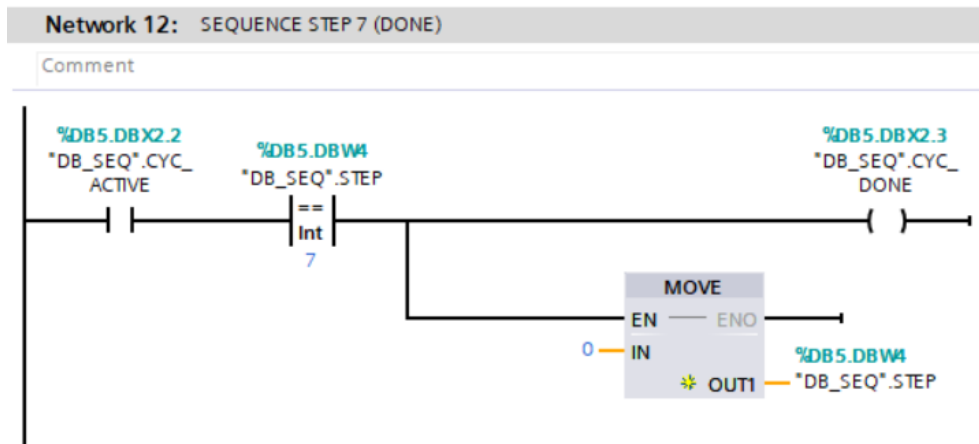 Network 12: SEQUENCE STEP 7 (DONE)
Comment
%DB5.DBX2.2
"DB_SEQ".CYC_
ACTIVE
%DB5.DBW4
"DB_SEQ".STEP
==
Int
7
%DB5.DBX2.3
"DB_SEQ".CYC_
DONE
MOVE
EN ENO
0 IN
%DB5.DBW4
OUT1 "DB_SEQ".STEP